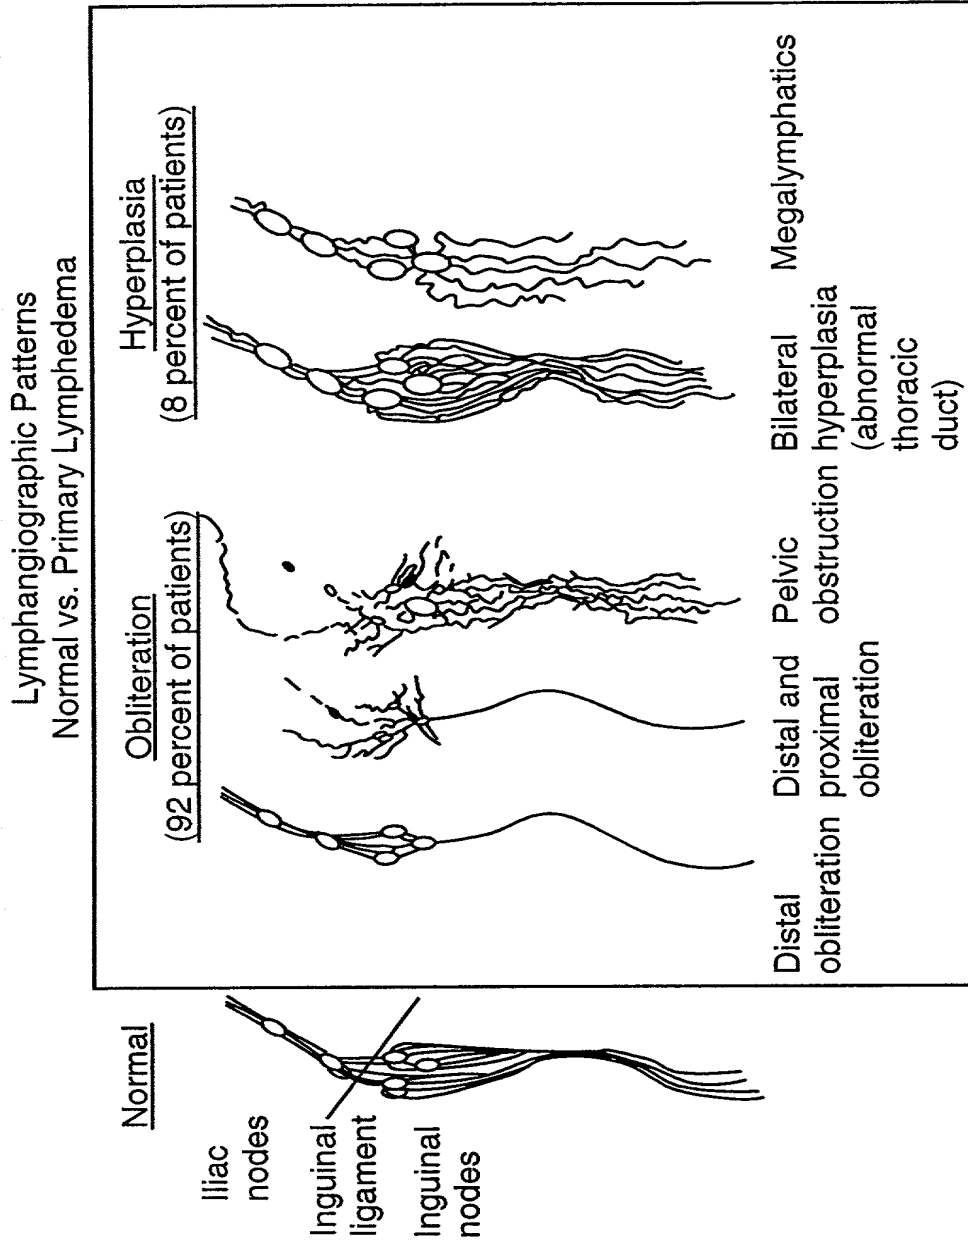 Lymphangiographic Patterns
Normal vs. Primary Lymphedema
Normal
Obliteration
(92 percent of patients)
Hyperplasia
(8 percent of patients)
Iliac
nodes
Inguinal
ligament
Inguinal
nodes
Distal
obliteration
Distal and
proximal
obliteration
Pelvic
obstruction
Bilateral
hyperplasia
(abnormal
thoracic
duct)
Megalymphatics